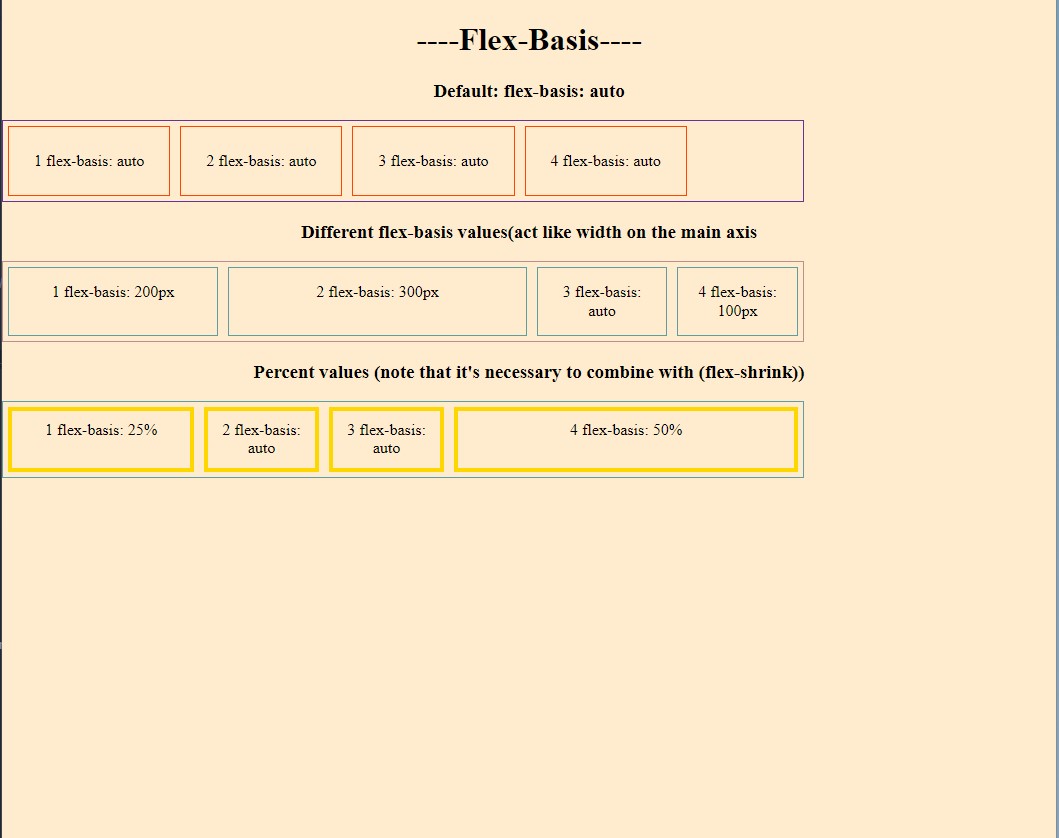 ----Flex-Basis----
Default: flex-basis: auto
1 flex-basis: auto
2 flex-basis: auto
3 flex-basis: auto
4 flex-basis: auto
Different flex-basis values(act like width on the main axis
1 flex-basis: 200px
2 flex-basis: 300px
3 flex-basis:
auto
4 flex-basis:
100px
Percent values (note that it's necessary to combine with (flex-shrink))
1 flex-basis: 25%
2 flex-basis:
auto
3 flex-basis:
auto
4 flex-basis: 50%